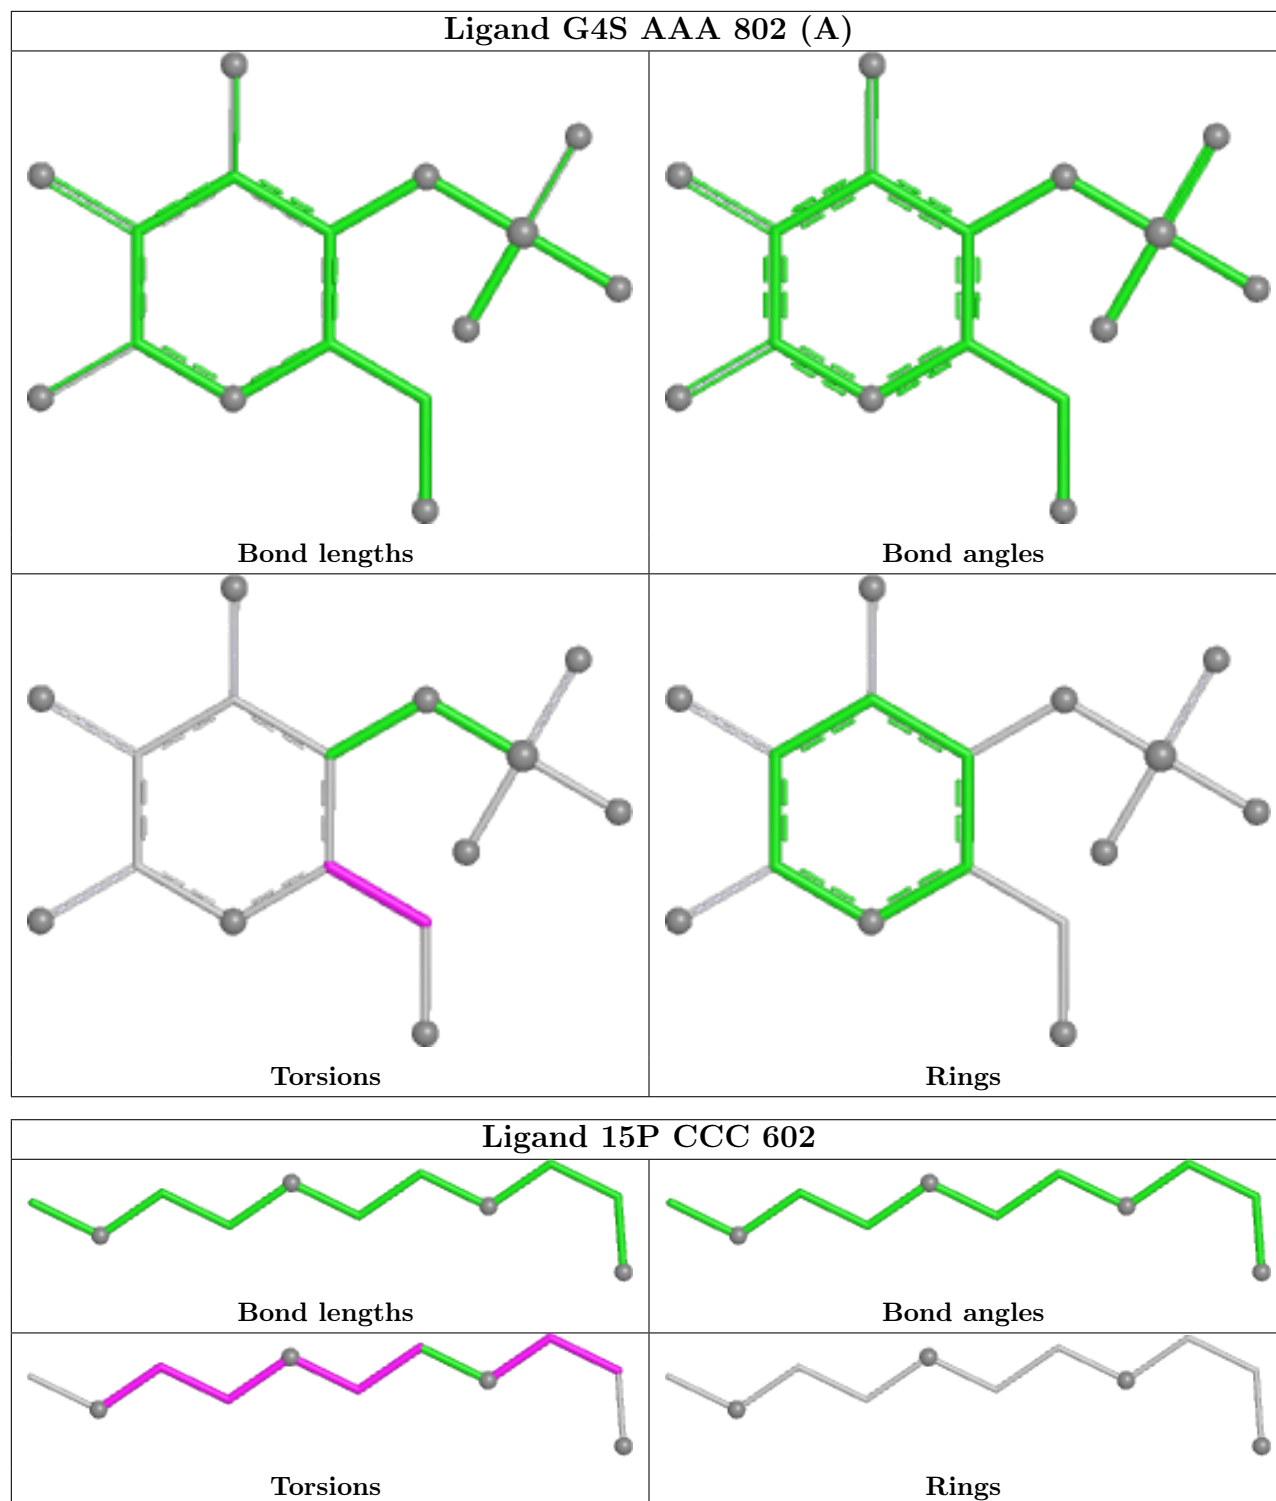 Ligand G4S AAA 802 (A)
Bond lengths
Bond angles
Torsions
Rings
Ligand 15P CCC 602
Bond lengths
Bond angles
Torsions
Rings